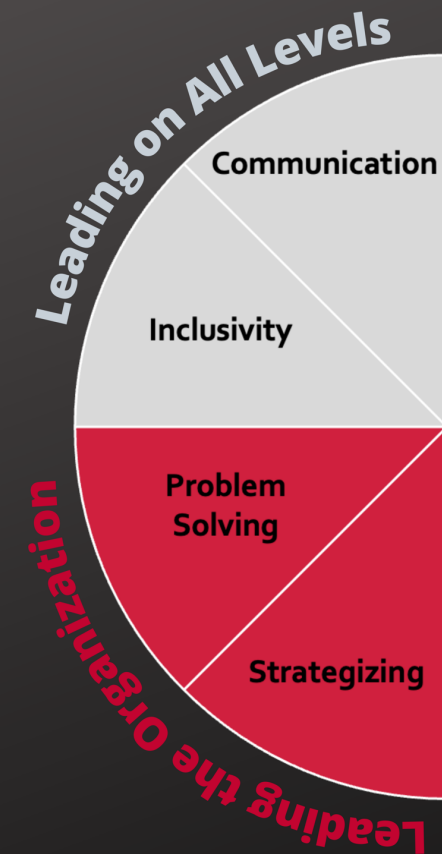 Leading on All Levels
Communication
Inclusivity
Problem
Solving
Strategizing
Leading the Organization